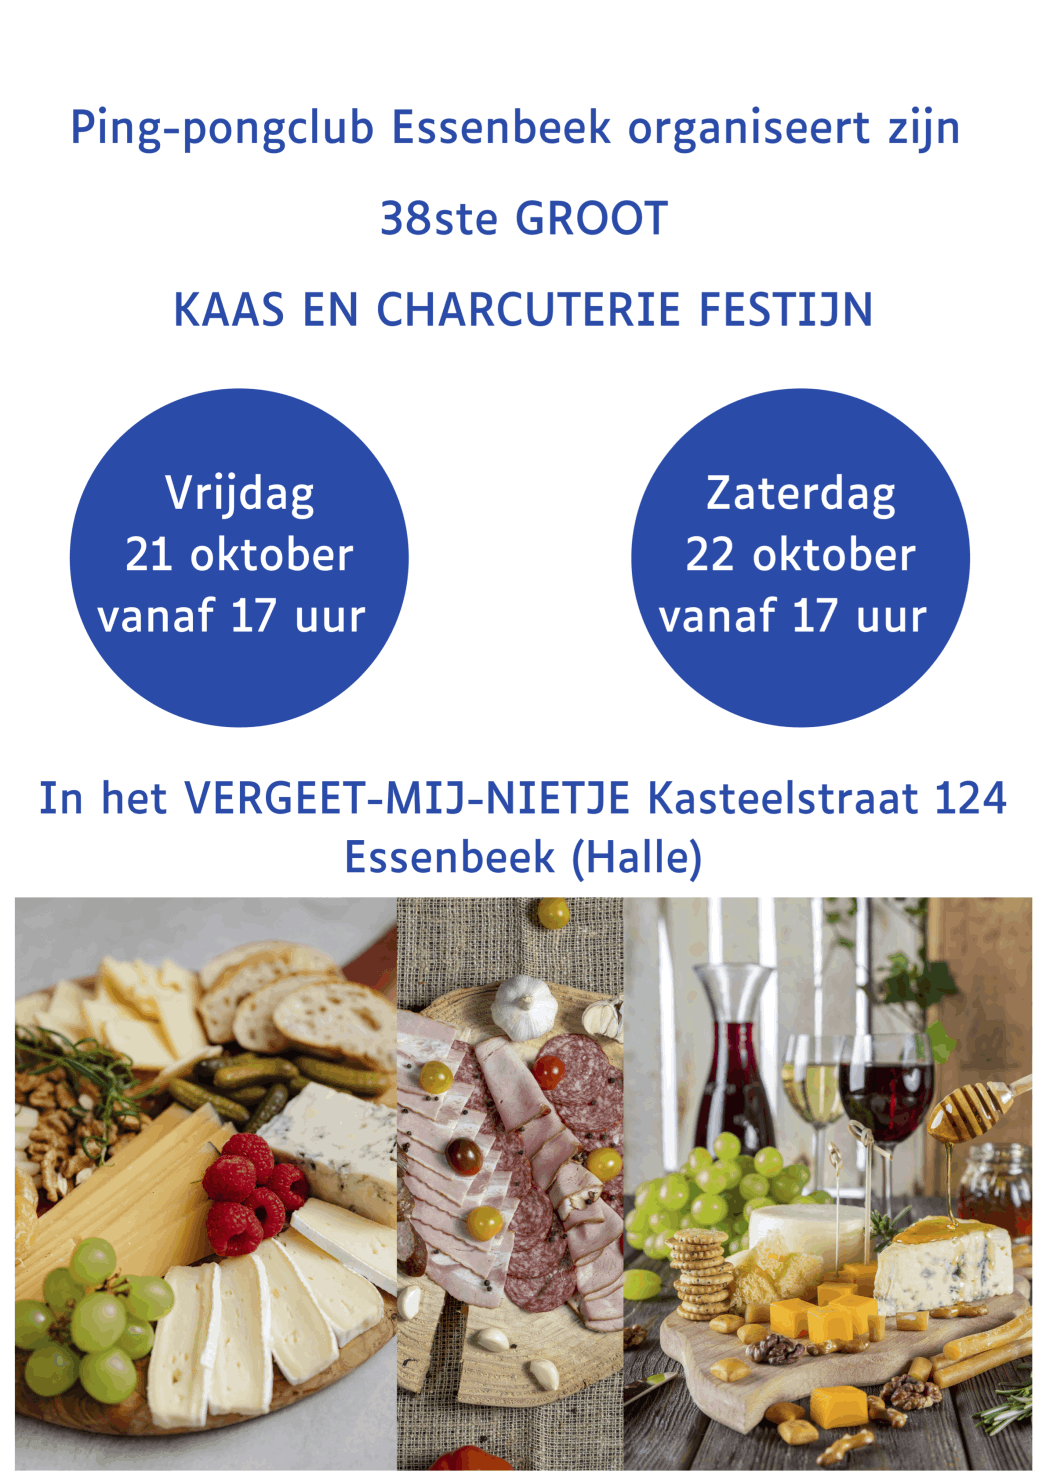 Ping-pongclub Essenbeek organiseert zijn
38ste GROOT
KAAS EN CHARCUTERIE FESTIJN
Vrijdag
21 oktober
vanaf 17 uur
Zaterdag
22 oktober
vanaf 17 uur
In het VERGEET-MIJ-NIETJE Kasteelstraat 124
Essenbeek (Halle)